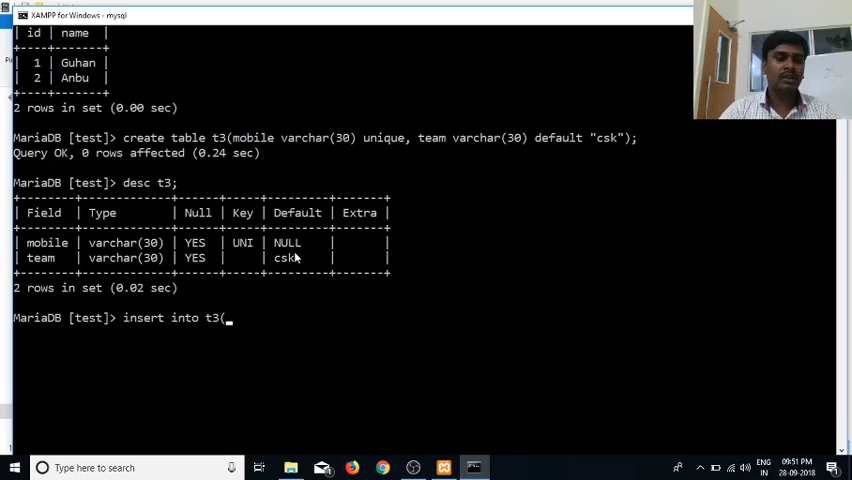 XAMPP for Windows - mysql
| id | name |
+----+-------+
| 1 | Guhan |
| 2 | Anbu |
+----+-------+
2 rows in set (0.00 sec)
MariaDB [test]> create table t3(mobile varchar(30) unique, team varchar(30) default "csk");
Query OK, 0 rows affected (0.24 sec)
MariaDB [test]> desc t3;
+--------+-------------+------+-----+---------+-------+
| Field | Type | Null | Key | Default | Extra |
+--------+-------------+------+-----+---------+-------+
| mobile | varchar(30) | YES | UNI | NULL | |
| team | varchar(30) | YES | | csk | |
+--------+-------------+------+-----+---------+-------+
2 rows in set (0.02 sec)
MariaDB [test]> insert into t3(_
Type here to search
ENG
IN
09:51 PM
28-09-2018